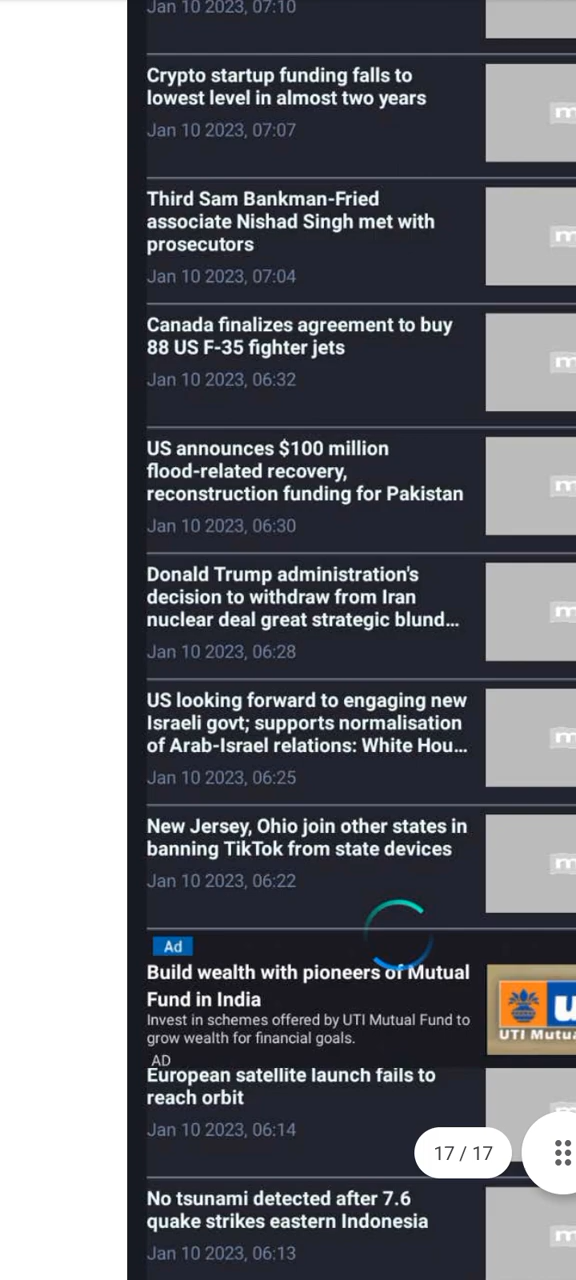 Jan 10 2023, 07:10
Crypto startup funding falls to
lowest level in almost two years
Jan 10 2023, 07:07
Third Sam Bankman-Fried
associate Nishad Singh met with
prosecutors
Jan 10 2023, 07:04
Canada finalizes agreement to buy
88 US F-35 fighter jets
Jan 10 2023, 06:32
US announces $100 million
flood-related recovery,
reconstruction funding for Pakistan
Jan 10 2023, 06:30
Donald Trump administration's
decision to withdraw from Iran
nuclear deal great strategic blund...
Jan 10 2023, 06:28
US looking forward to engaging new
Israeli govt; supports normalisation
of Arab-Israel relations: White Hou...
Jan 10 2023, 06:25
New Jersey, Ohio join other states in
banning TikTok from state devices
Jan 10 2023, 06:22
Ad
Build wealth with pioneers of Mutual
Fund in India
Invest in schemes offered by UTI Mutual Fund to
grow wealth for financial goals.
UTI Mutu
AD
European satellite launch fails to
reach orbit
Jan 10 2023, 06:14
17 / 17
No tsunami detected after 7.6
quake strikes eastern Indonesia
Jan 10 2023, 06:13